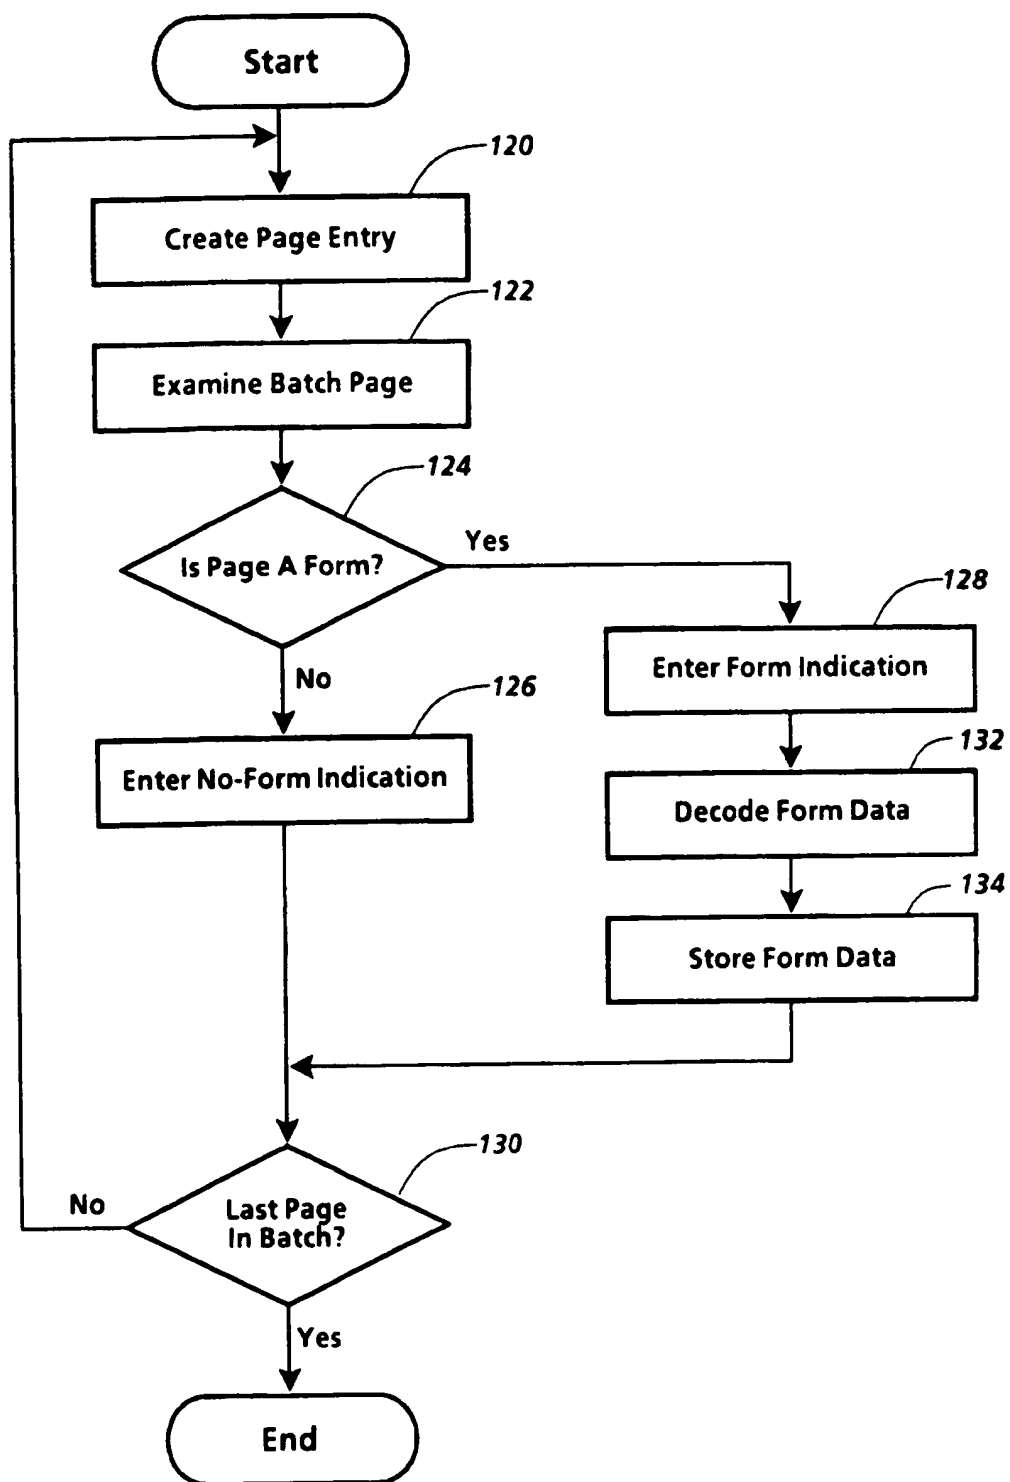 Start
120
Create Page Entry
122
Examine Batch Page
124
Is Page A Form?
Yes
128
Enter Form Indication
No
126
Enter No-Form Indication
132
Decode Form Data
134
Store Form Data
130
No
Last Page
In Batch?
Yes
End